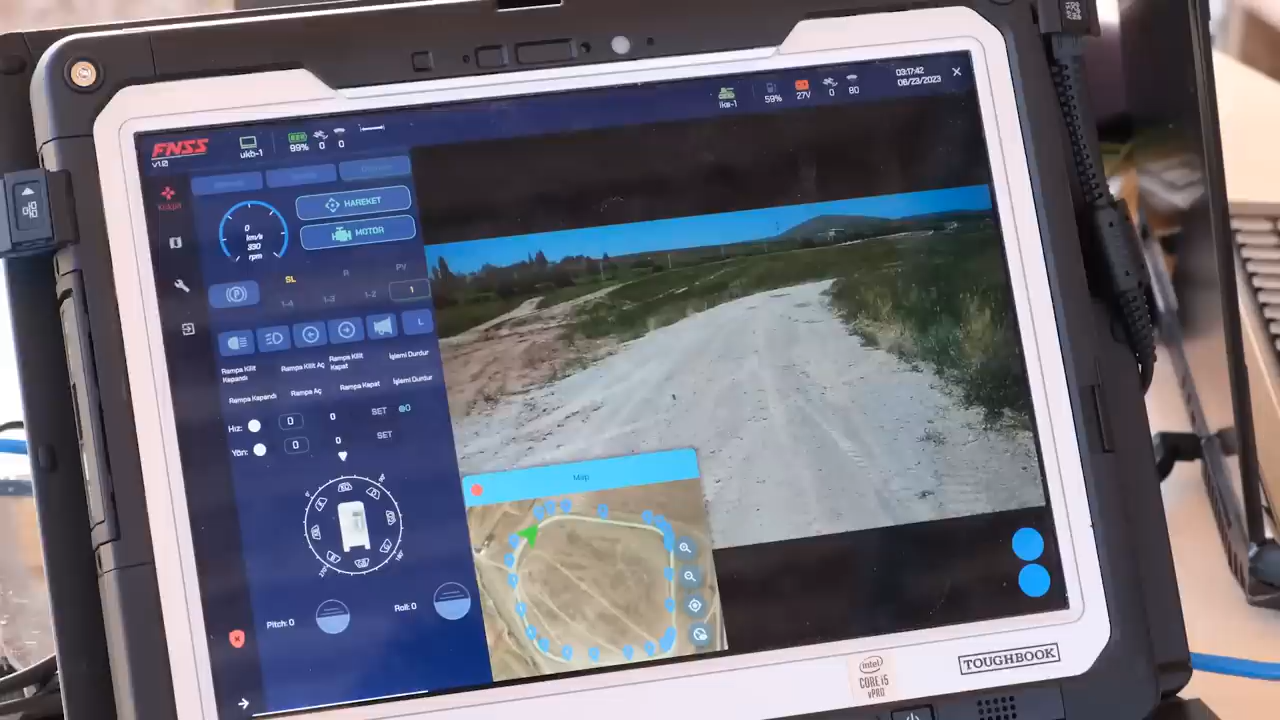 FNSS
v1.0
ukb-1
99%
0
0
ika-1
59%
27V
0
80
03:17:42
06/23/2023
HAREKET
MOTOR
0
km/h
330
rpm
SL
R
PV
1-4
1-3
1-2
1
L
Rampa Kilit Kapandı
Rampa Kilit Aç
Rampa Kilit Kapat
İşlemi Durdur
Rampa Kapandı
Rampa Aç
Rampa Kapat
İşlemi Durdur
Hız:
0
0
SET
0
Yön:
0
0
SET
Map
Pitch: 0
Roll: 0
intel
CORE i5
vPRO
TOUGHBOOK